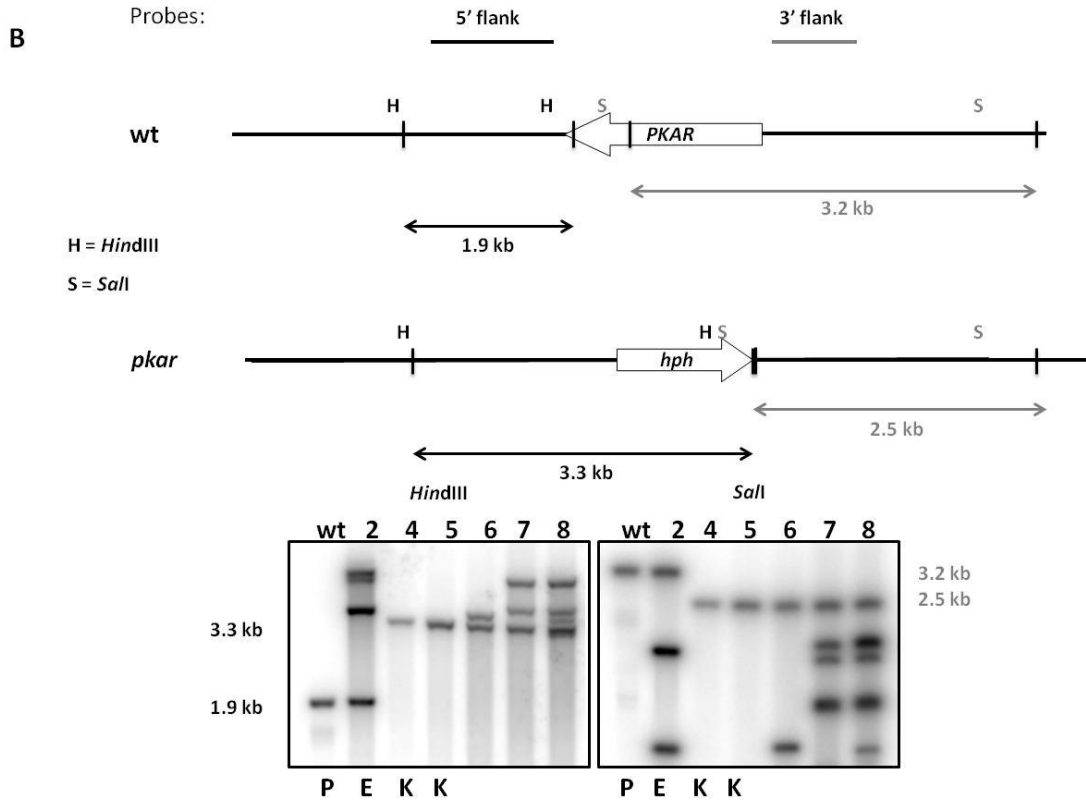 B
Probes:
5’ flank
3’ flank
H H S S
wt
PKAR
3.2 kb
1.9 kb
H = HindIII
S = SalI
H H S S
pkar
hph
2.5 kb
3.3 kb
HindIII
SalI
wt 2 4 5 6 7 8
wt 2 4 5 6 7 8
3.2 kb
2.5 kb
3.3 kb
1.9 kb
P E K K
P E K K